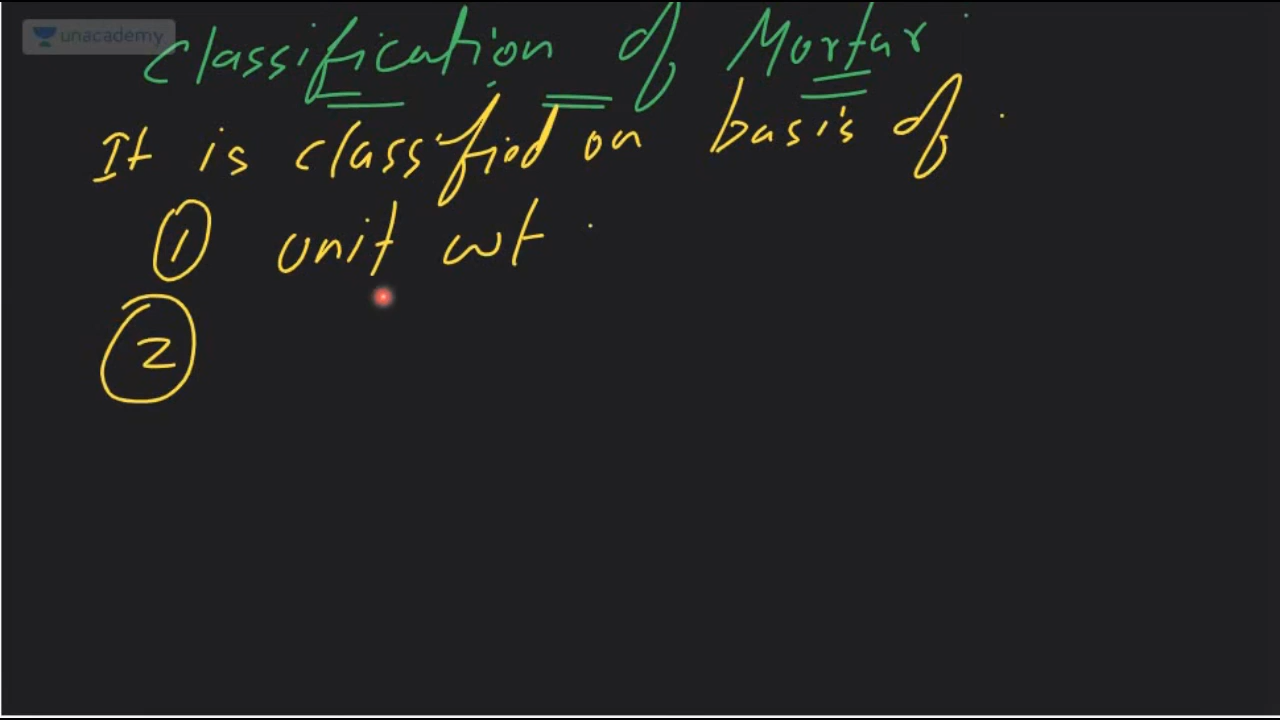 unacademy
Classification of Mortar
It is classified on basis of
① unit wt
②